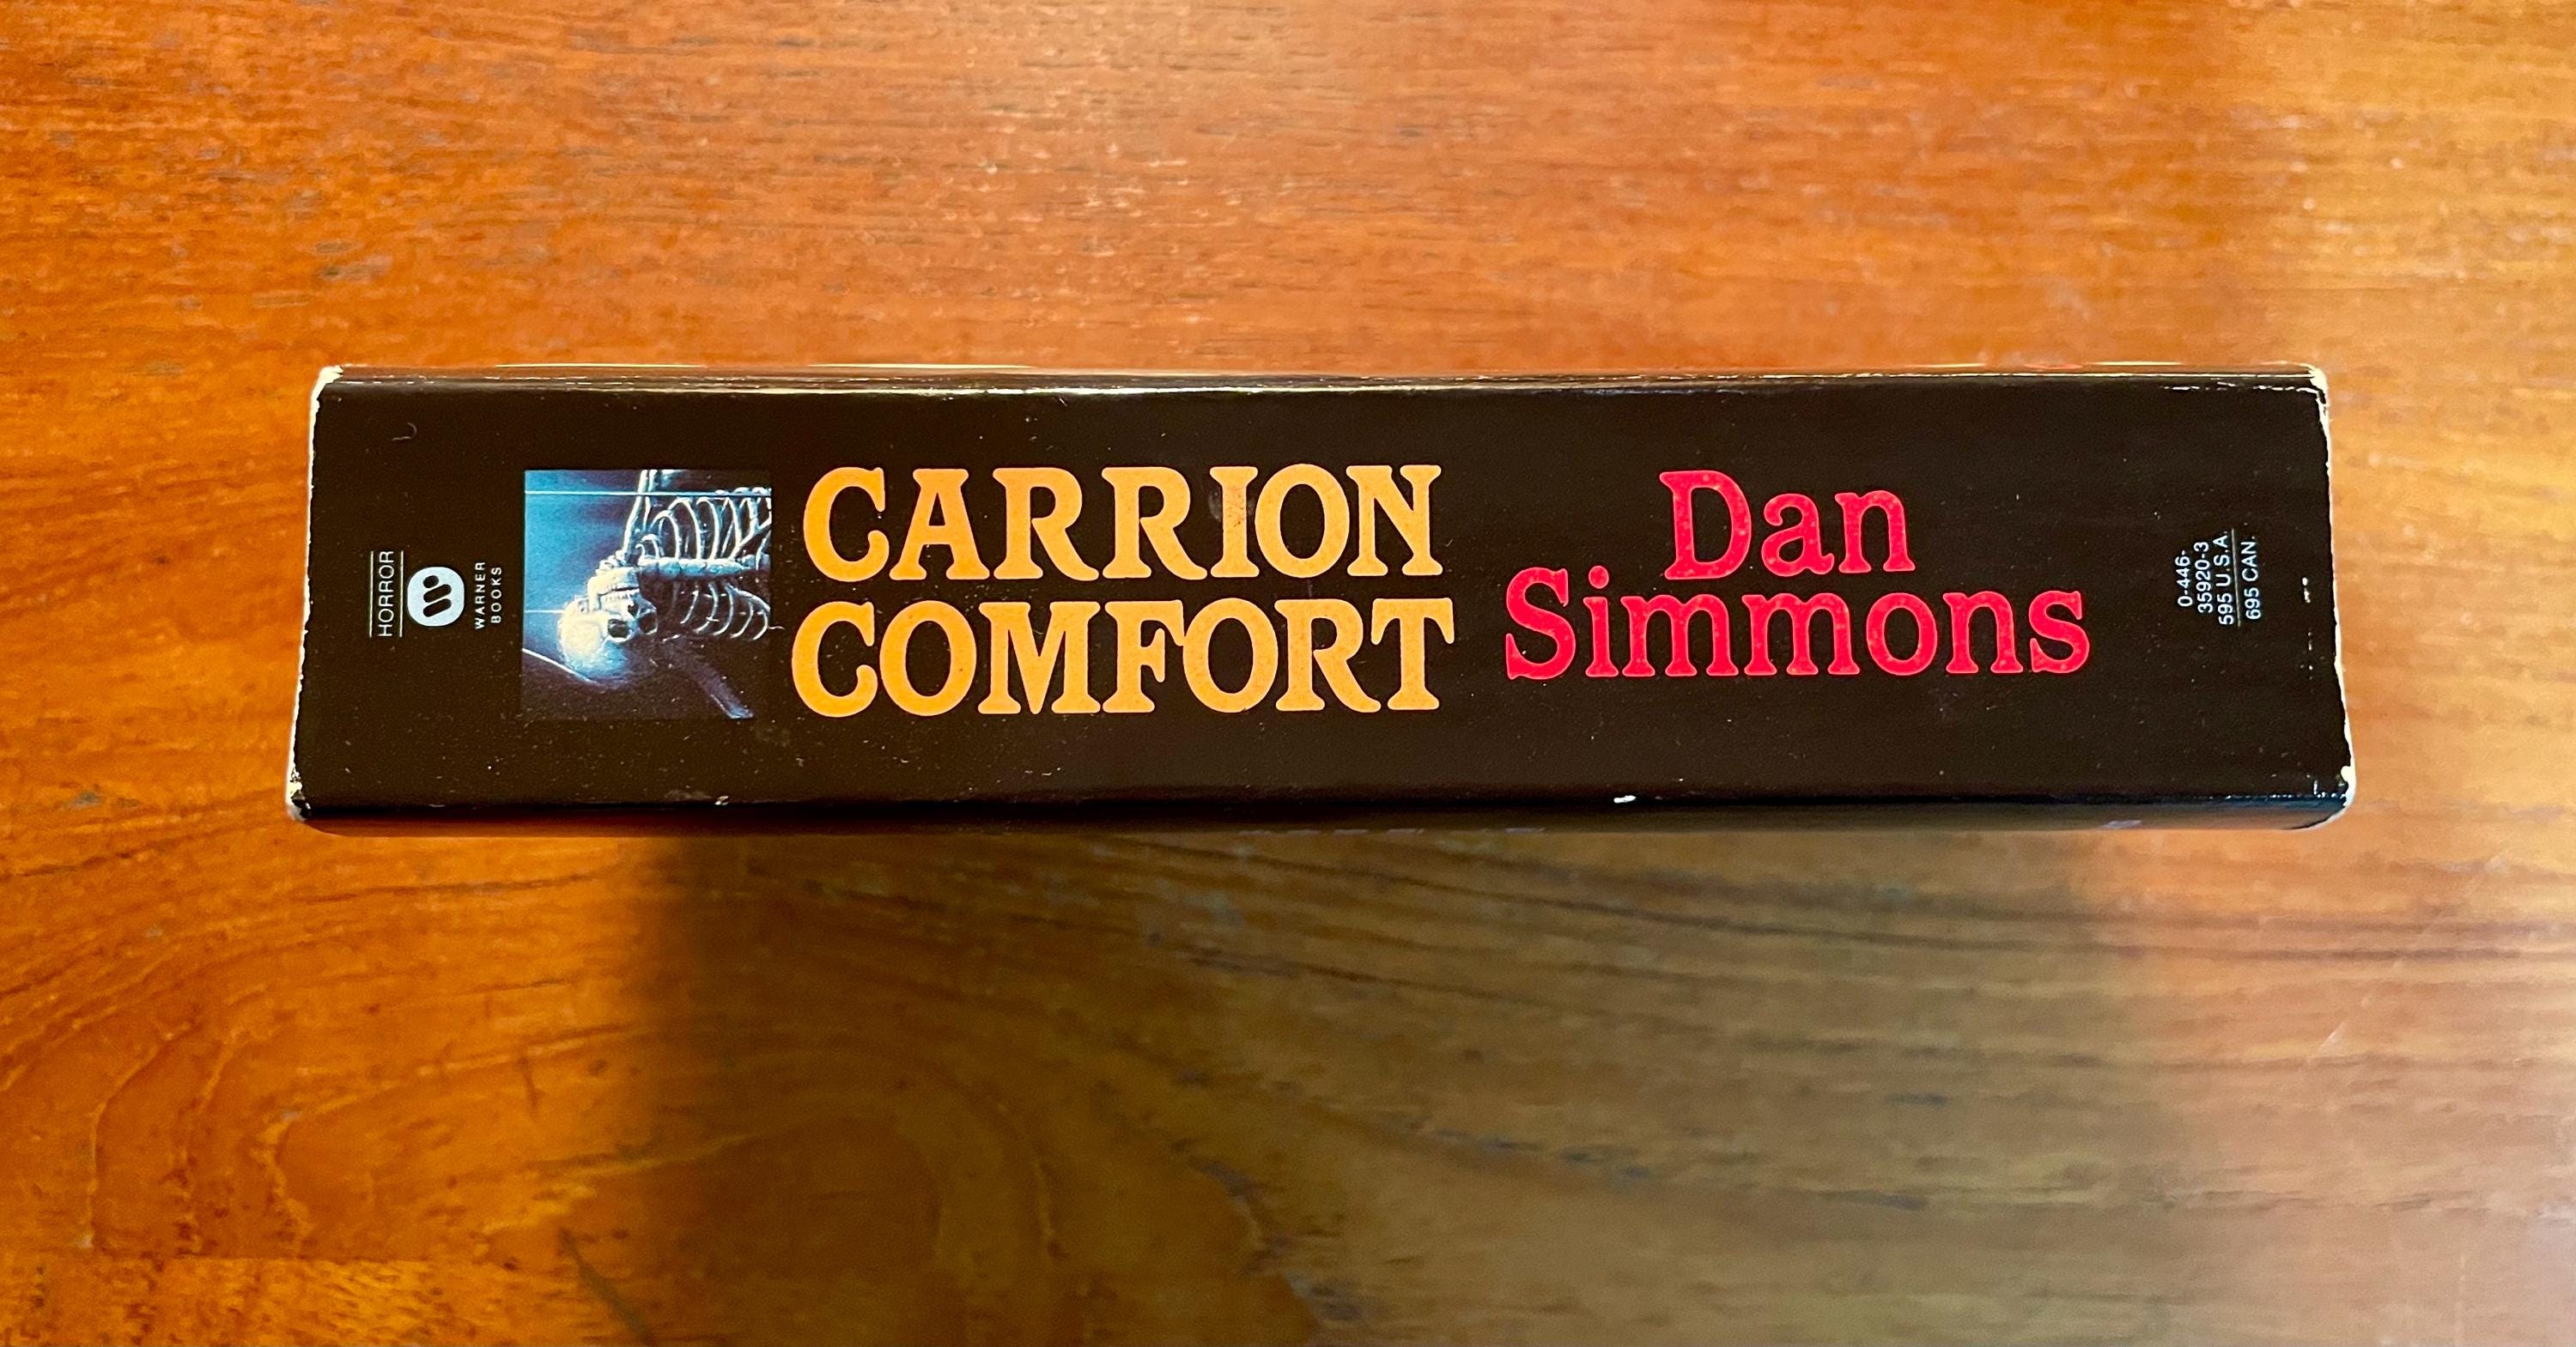 HORROR
WARNER
BOOKS
CARRION
COMFORT
Dan
Simmons
0-446-
35920-3
595 U.S.A.
695 CAN.